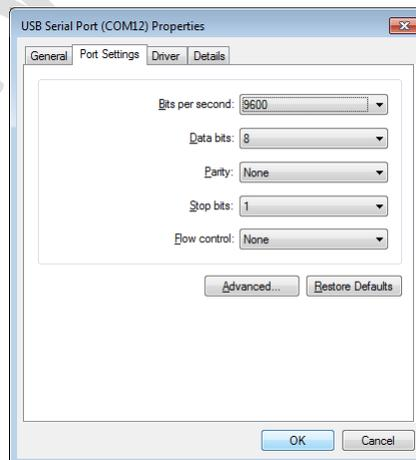 USB Serial Port (COM12) Properties
General Port Settings Driver Details
Bits per second: 9600
Data bits: 8
Parity: None
Stop bits: 1
Flow control: None
Advanced... Restore Defaults
OK Cancel